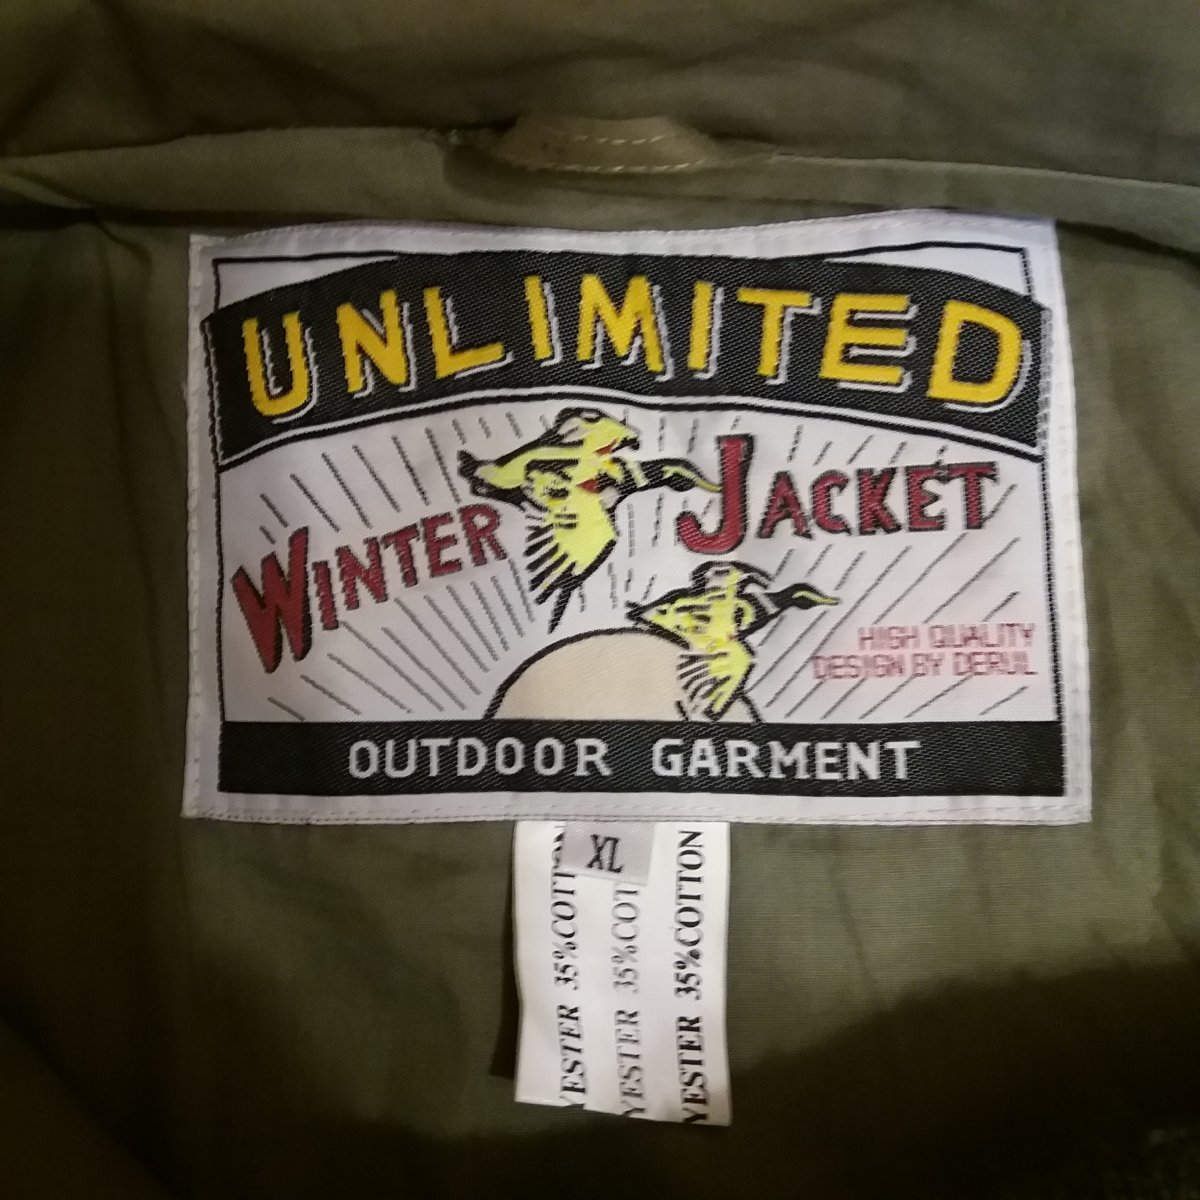 UNLIMITED
WINTER JACKET
HIGH QUALITY
DESIGN BY DERUL
OUTDOOR GARMENT
XL
YESTER 35%COTT
YESTER 35%COT
YESTER 35%COTTON